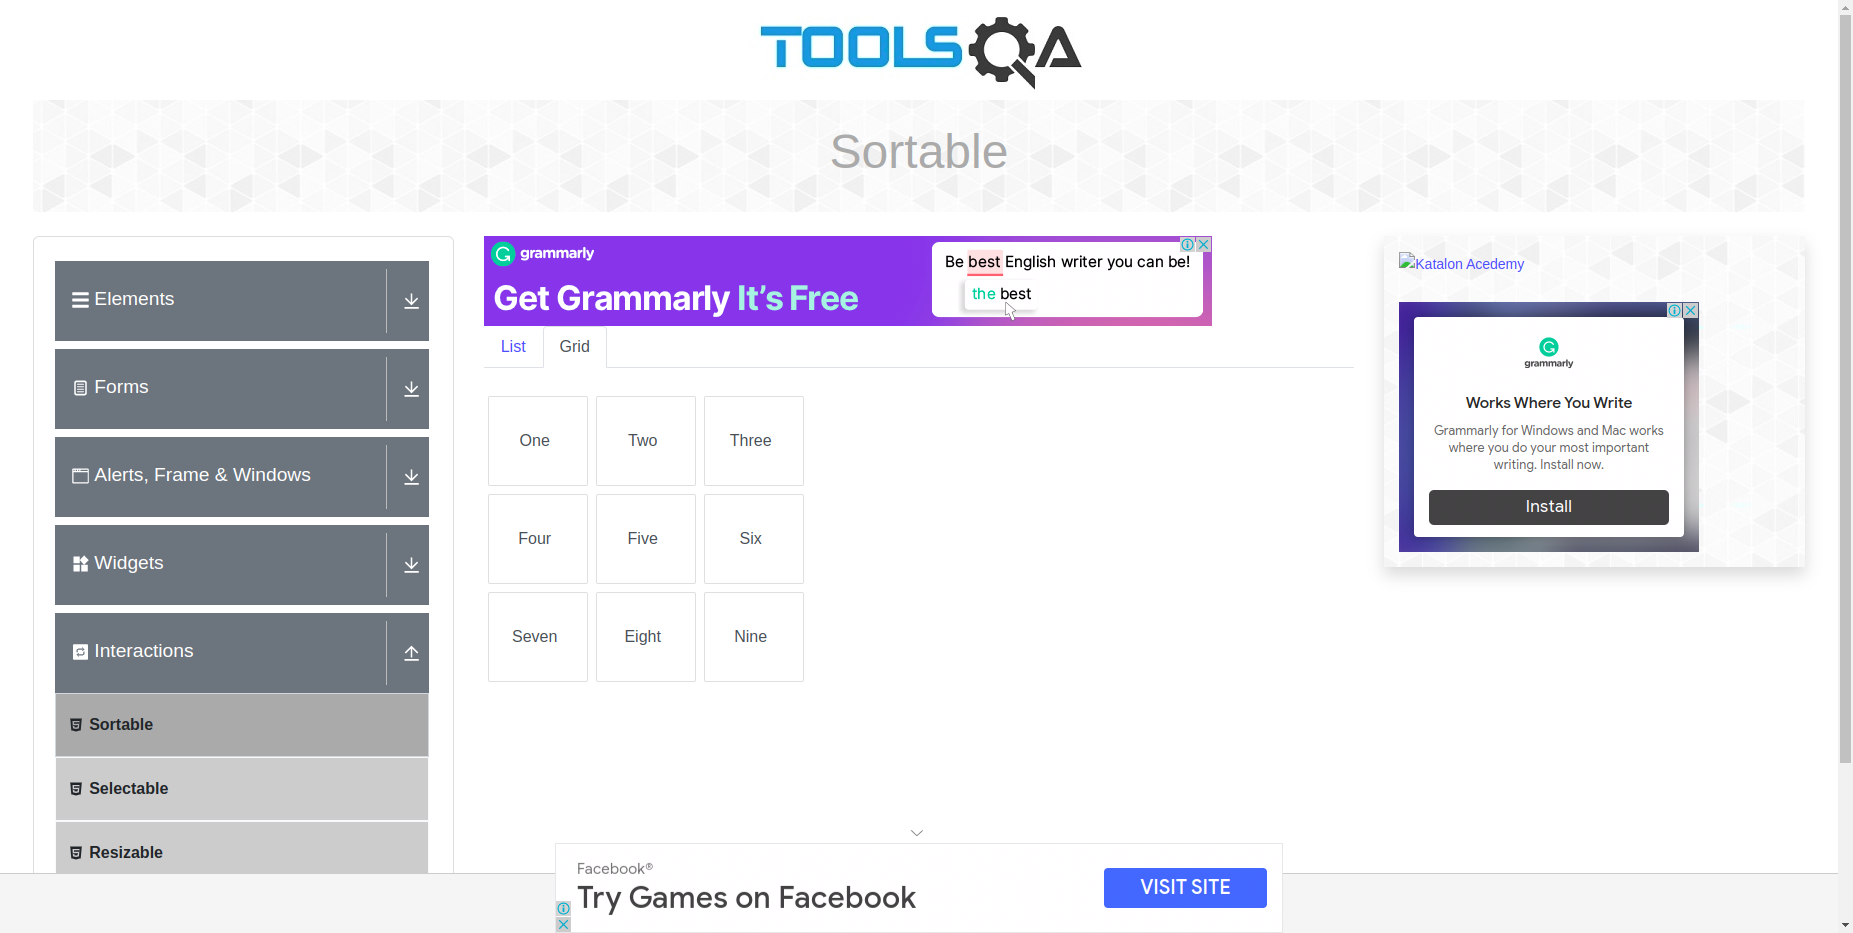 TOOLSQA
Sortable
Elements
Forms
Alerts, Frame & Windows
Widgets
Interactions
Sortable
Selectable
Resizable
grammarly
Get Grammarly It's Free
Be best English writer you can be!
the best
List
Grid
One
Two
Three
Four
Five
Six
Seven
Eight
Nine
Katalon Acedemy
grammarly
Works Where You Write
Grammarly for Windows and Mac works
where you do your most important
writing. Install now.
Install
Facebook®
Try Games on Facebook
VISIT SITE